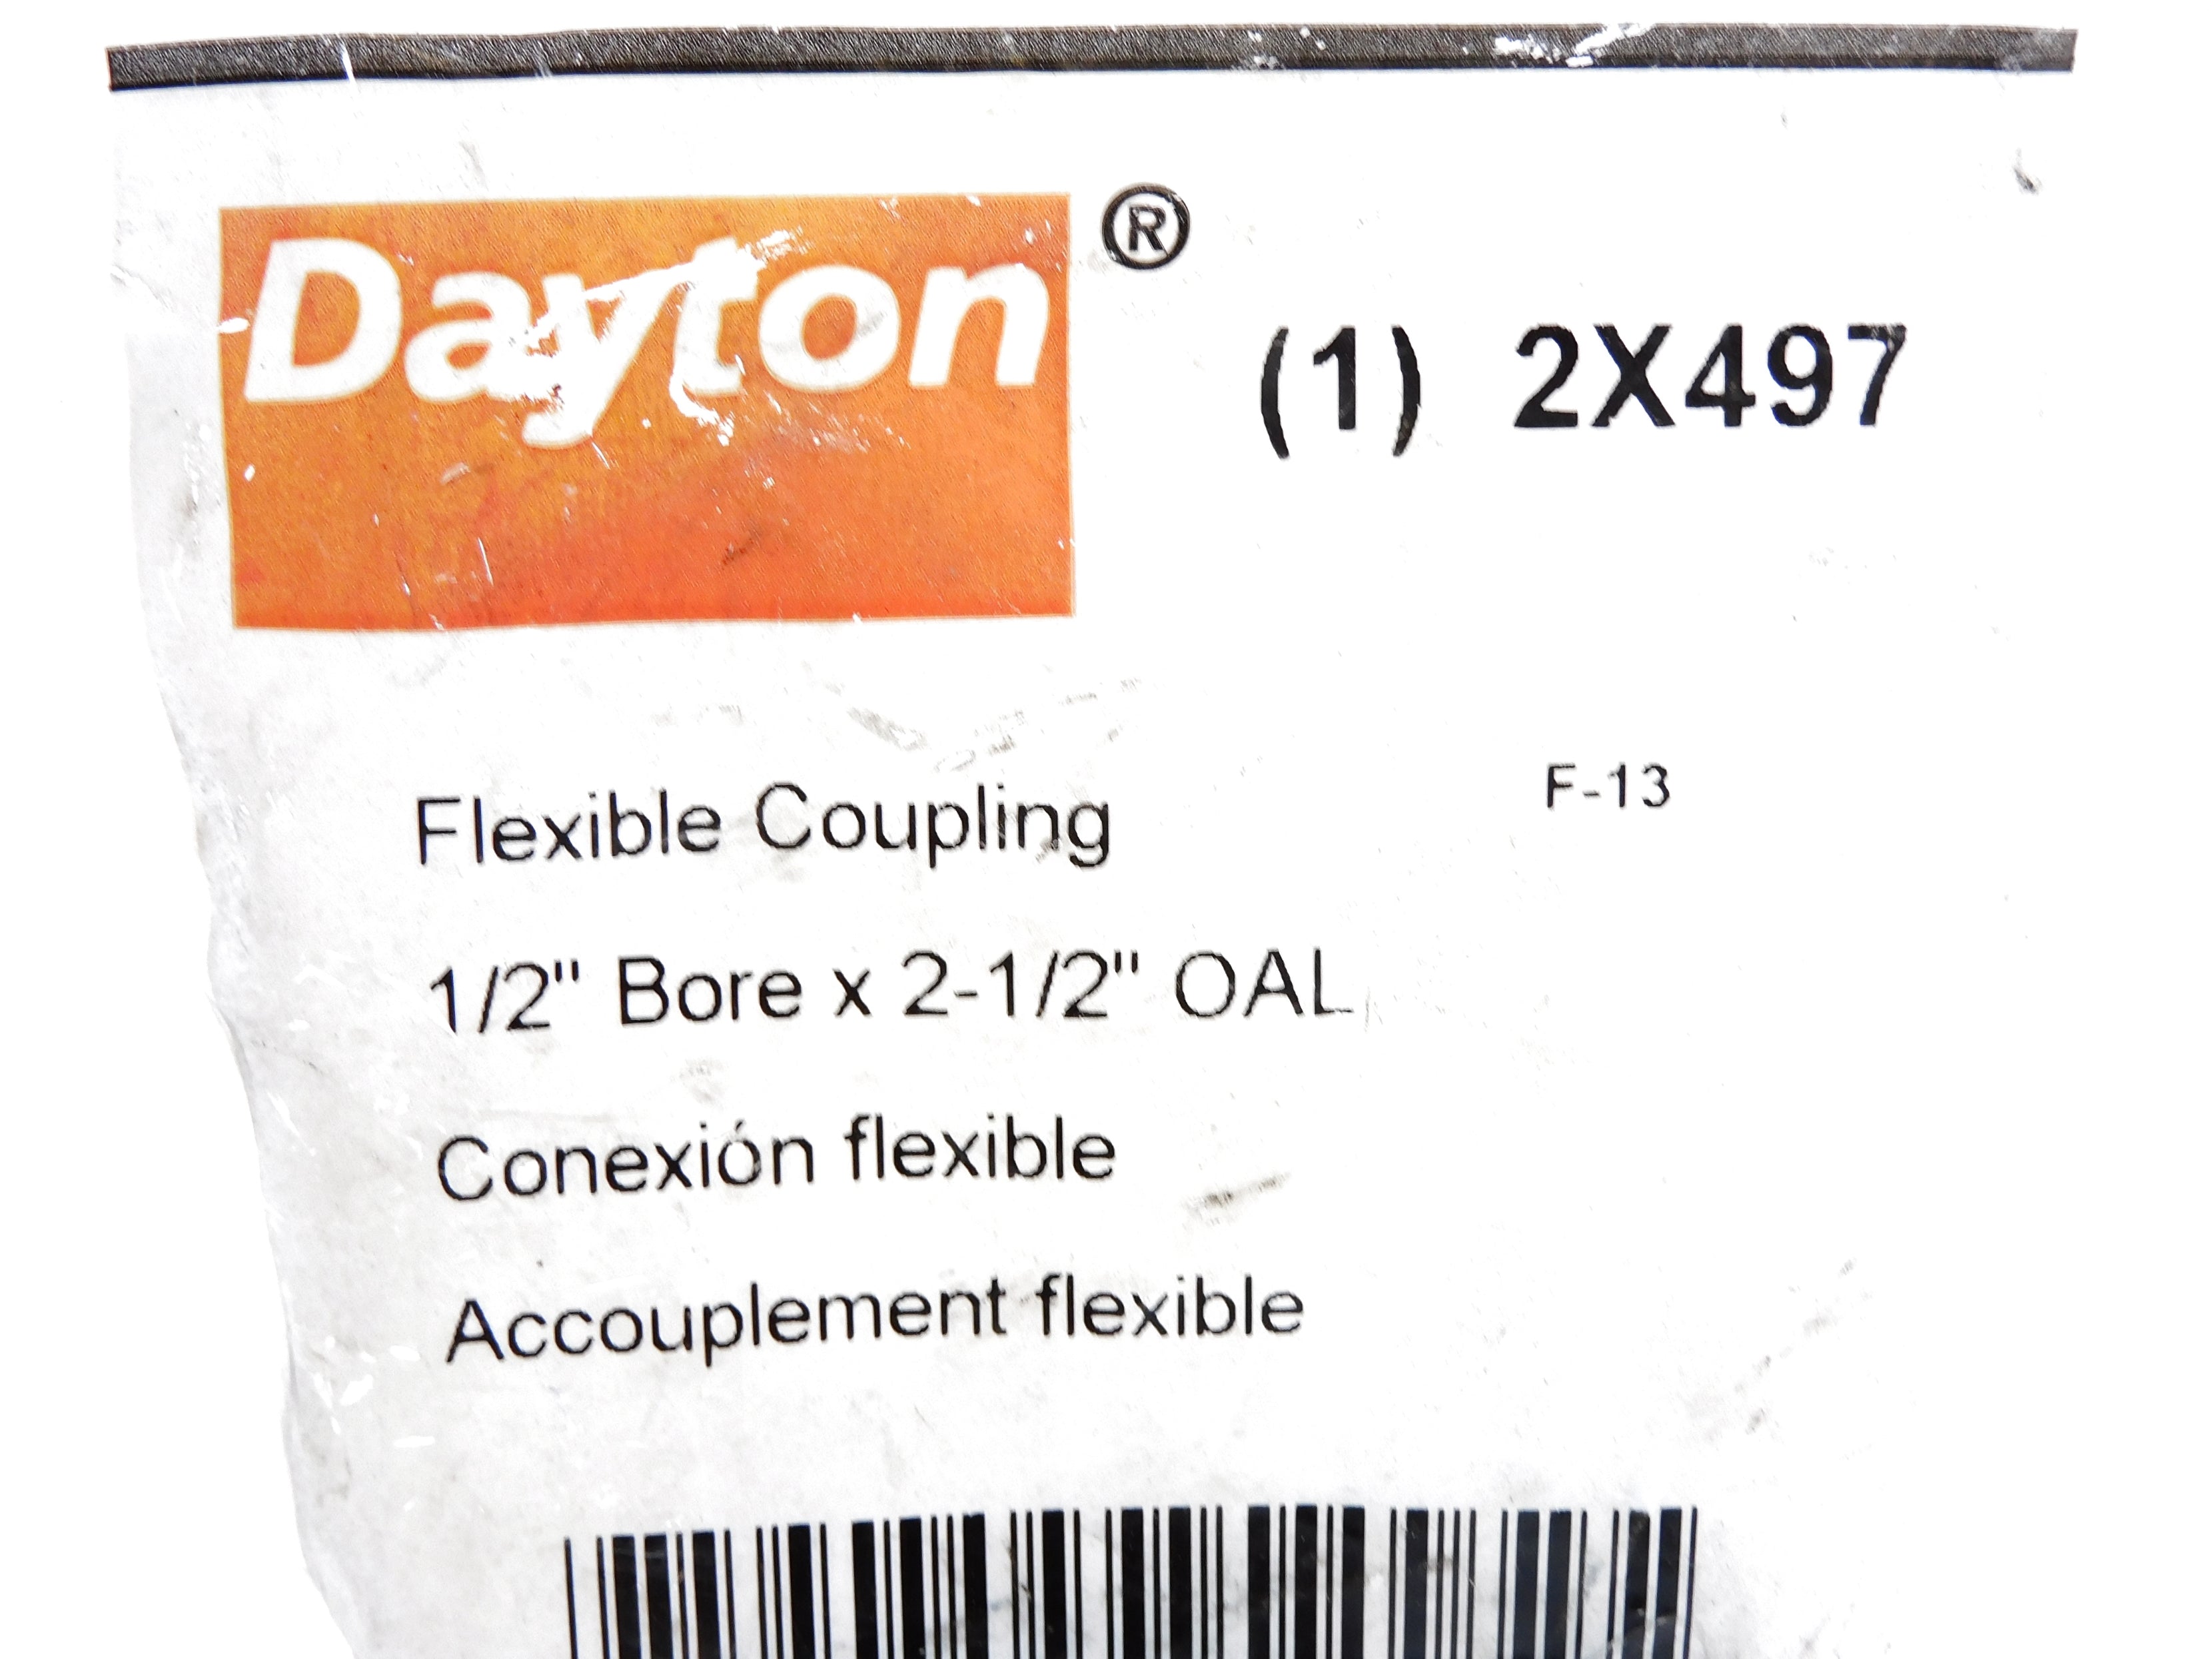 Dayton®
(1) 2X497
Flexible Coupling
F-13
1/2" Bore x 2-1/2" OAL
Conexión flexible
Accouplement flexible